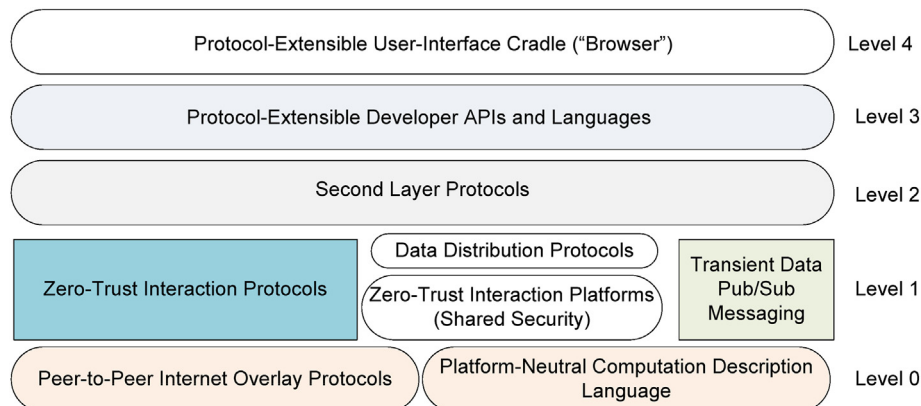 Protocol-Extensible User-Interface Cradle (“Browser”)
Level 4
Protocol-Extensible Developer APIs and Languages
Level 3
Second Layer Protocols
Level 2
Zero-Trust Interaction Protocols
Data Distribution Protocols
Zero-Trust Interaction Platforms
(Shared Security)
Transient Data
Pub/Sub
Messaging
Level 1
Peer-to-Peer Internet Overlay Protocols
Platform-Neutral Computation Description
Language
Level 0